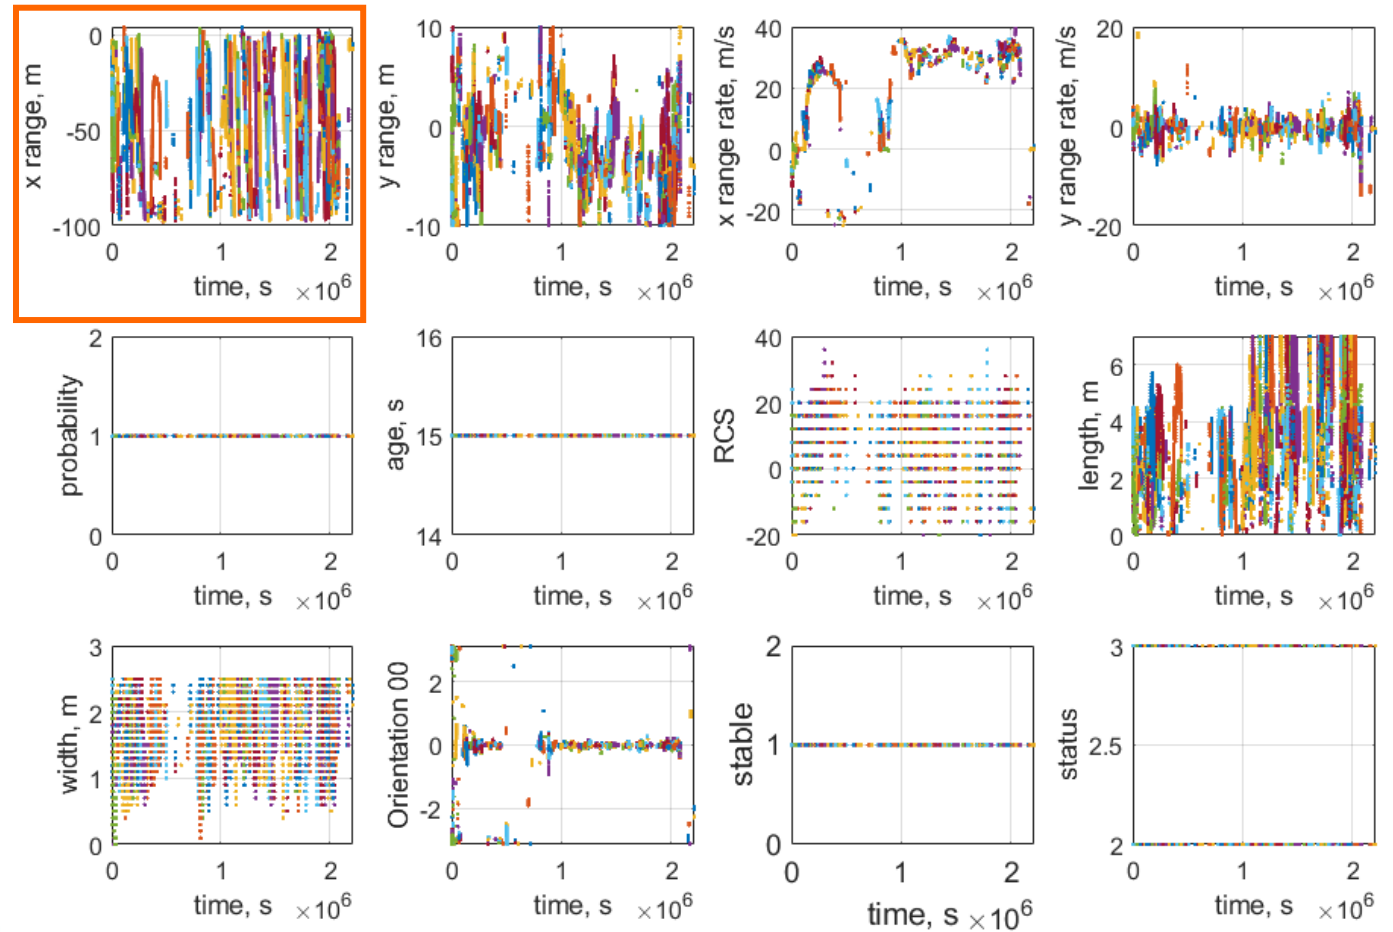 x range, m
0
-50
-100
0 1 2
time, s ×10^6
y range, m
10
0
-10
0 1 2
time, s ×10^6
x range rate, m/s
40
20
0
-20
0 1 2
time, s ×10^6
y range rate, m/s
20
0
-20
0 1 2
time, s ×10^6
probability
2
1
0
0 1 2
time, s ×10^6
age, s
16
15
14
0 1 2
time, s ×10^6
RCS
40
20
0
-20
0 1 2
time, s ×10^6
length, m
6
4
2
0
0 1 2
time, s ×10^6
width, m
3
2
1
0
0 1 2
time, s ×10^6
Orientation 00
2
0
-2
0 1 2
time, s ×10^6
stable
2
1
0
0 1 2
time, s ×10^6
status
3
2.5
2
0 1 2
time, s ×10^6